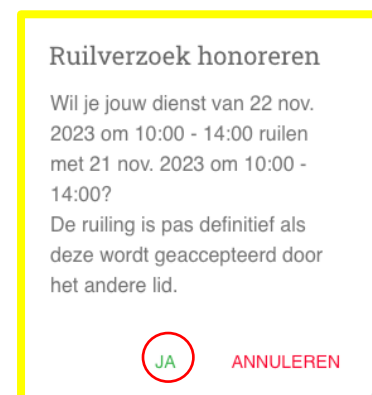 Ruilverzoek honoreren
Wil je jouw dienst van 22 nov.
2023 om 10:00 - 14:00 ruilen
met 21 nov. 2023 om 10:00 -
14:00?
De ruiling is pas definitief als
deze wordt geaccepteerd door
het andere lid.
JA ANNULEREN